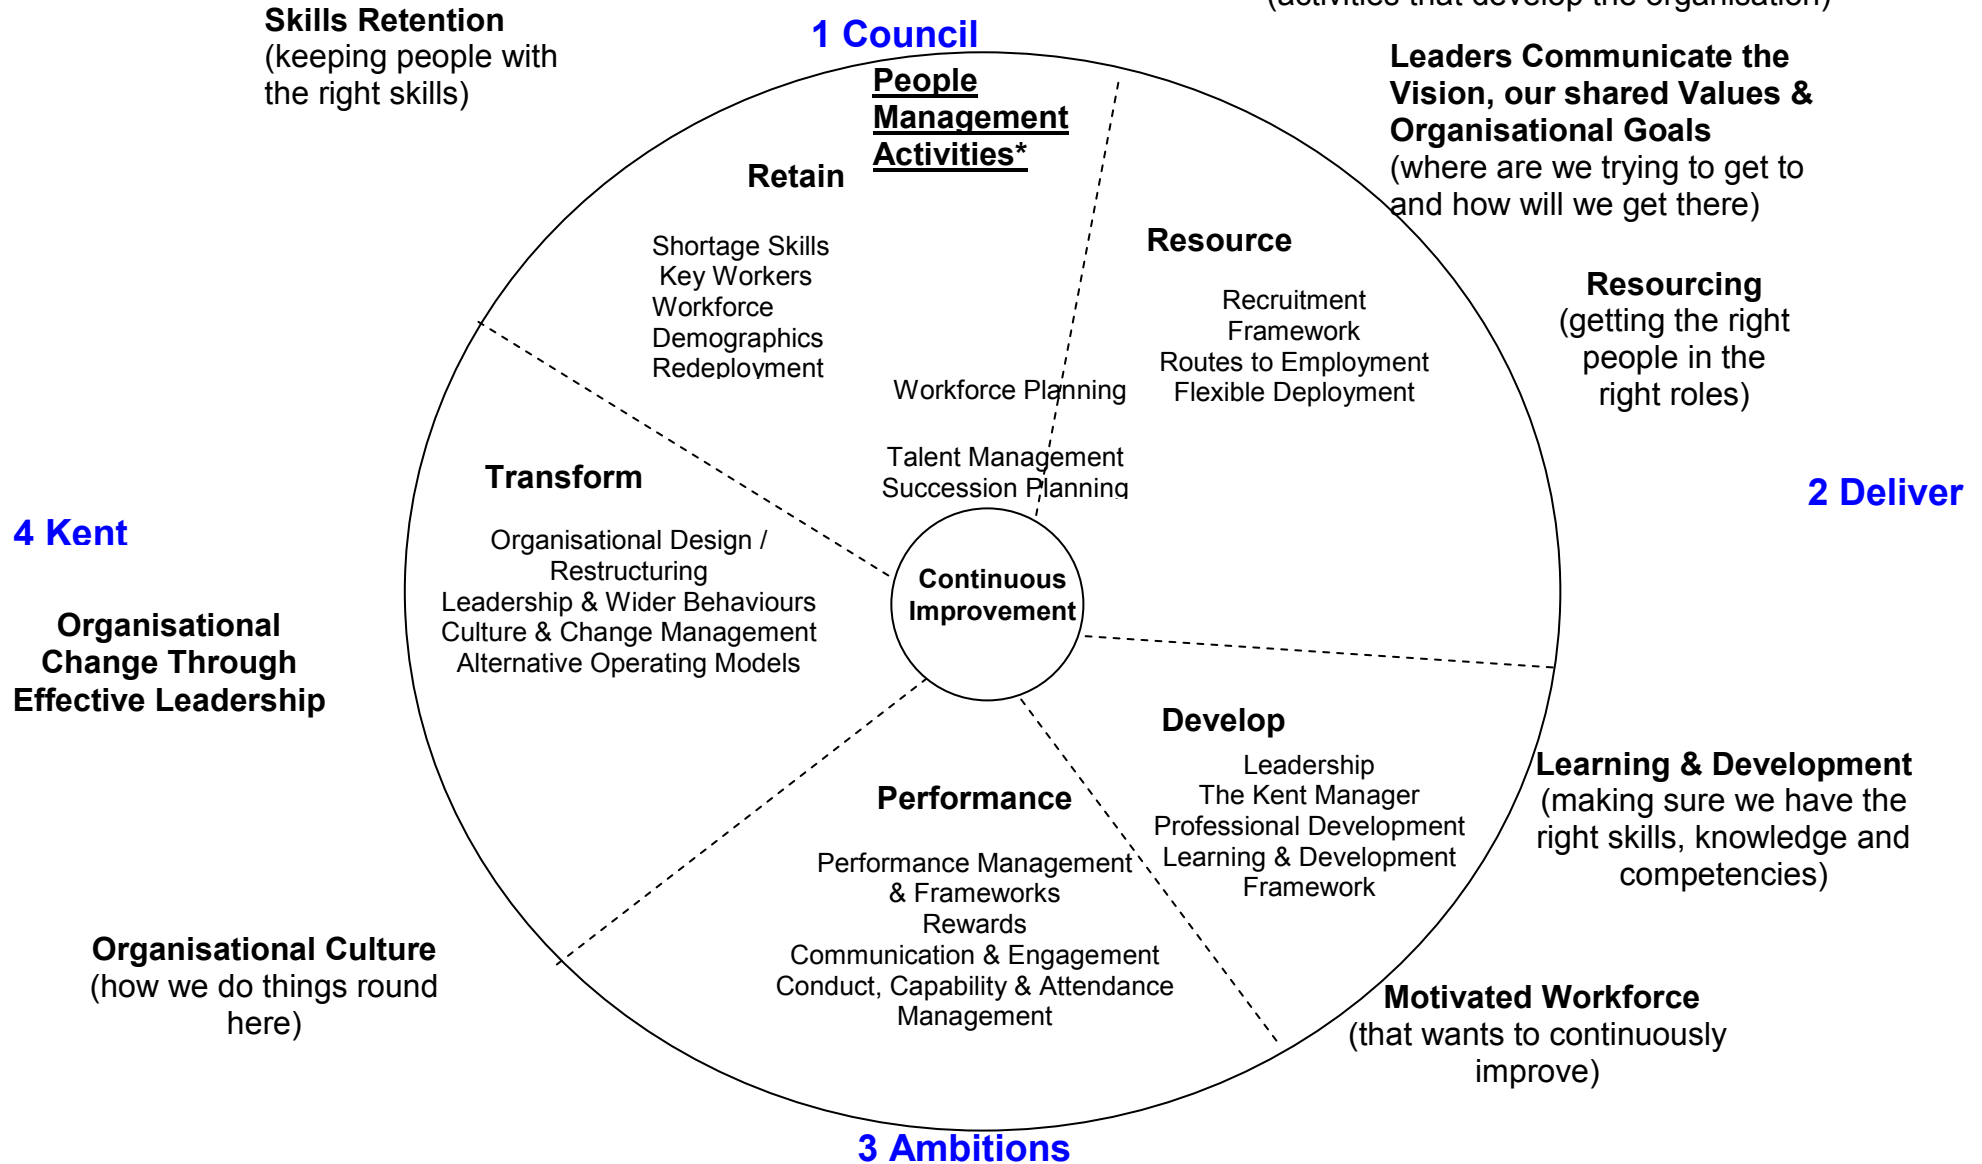 (activities that develop the organisation)
Skills Retention
(keeping people with
the right skills)
1 Council
People
Management
Activities*
Leaders Communicate the
Vision, our shared Values &
Organisational Goals
(where are we trying to get to
and how will we get there)
Retain
Shortage Skills
Key Workers
Workforce
Demographics
Redeployment
Resource
Recruitment
Framework
Routes to Employment
Flexible Deployment
Resourcing
(getting the right
people in the
right roles)
Workforce Planning
Talent Management
Succession Planning
2 Deliver
Transform
Organisational Design /
Restructuring
Leadership & Wider Behaviours
Culture & Change Management
Alternative Operating Models
4 Kent
Organisational
Change Through
Effective Leadership
Continuous
Improvement
Develop
Leadership
The Kent Manager
Professional Development
Learning & Development
Framework
Learning & Development
(making sure we have the
right skills, knowledge and
competencies)
Performance
Performance Management
& Frameworks
Rewards
Communication & Engagement
Conduct, Capability & Attendance
Management
Organisational Culture
(how we do things round
here)
Motivated Workforce
(that wants to continuously
improve)
3 Ambitions